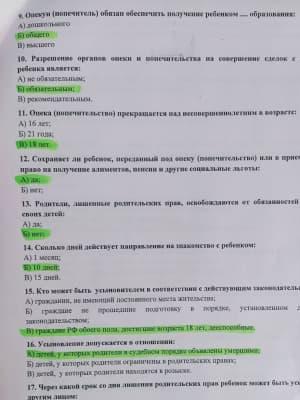 9. Опекун (попечитель) обязан обеспечить получение ребенком .... образования:
А) дошкольного
Б) общего
В) высшего
10. Разрешение органов опеки и попечительства на совершение сделок с
ребенка является:
А) не обязательным;
Б) обязательным;
В) рекомендательным.
11. Опека (попечительство) прекращается над несовершеннолетним в возрасте:
А) 16 лет;
Б) 21 года;
В) 18 лет.
12. Сохраняет ли ребенок, переданный под опеку (попечительство) или в прием
право на получение алиментов, пенсии и другие социальные льготы:
А) да;
Б) нет;
13. Родители, лишенные родительских прав, освобождаются от обязанностей
своих детей:
А) да;
Б) нет;
14. Сколько дней действует направление на знакомство с ребенком:
А) 1 месяц;
Б) 10 дней;
В) 15 дней.
15. Кто может быть усыновителем в соответствии с действующим законодатель
А) гражданин, не имеющий постоянного места жительства;
Б) граждане не прошедшие подготовку в порядке, установленном д
законодательством;
В) граждане РФ обоего пола, достигшие возраста 18 лет, дееспособные.
16. Усыновление допускается в отношении:
А) детей, у которых родители в судебном порядке объявлены умершими;
Б) детей, у которых родители ограничены в родительских правах;
В) детей, у которых родители находятся в розыске.
17. Через какой срок со дня лишения родительских прав ребенок может быть ус
другим лицом: